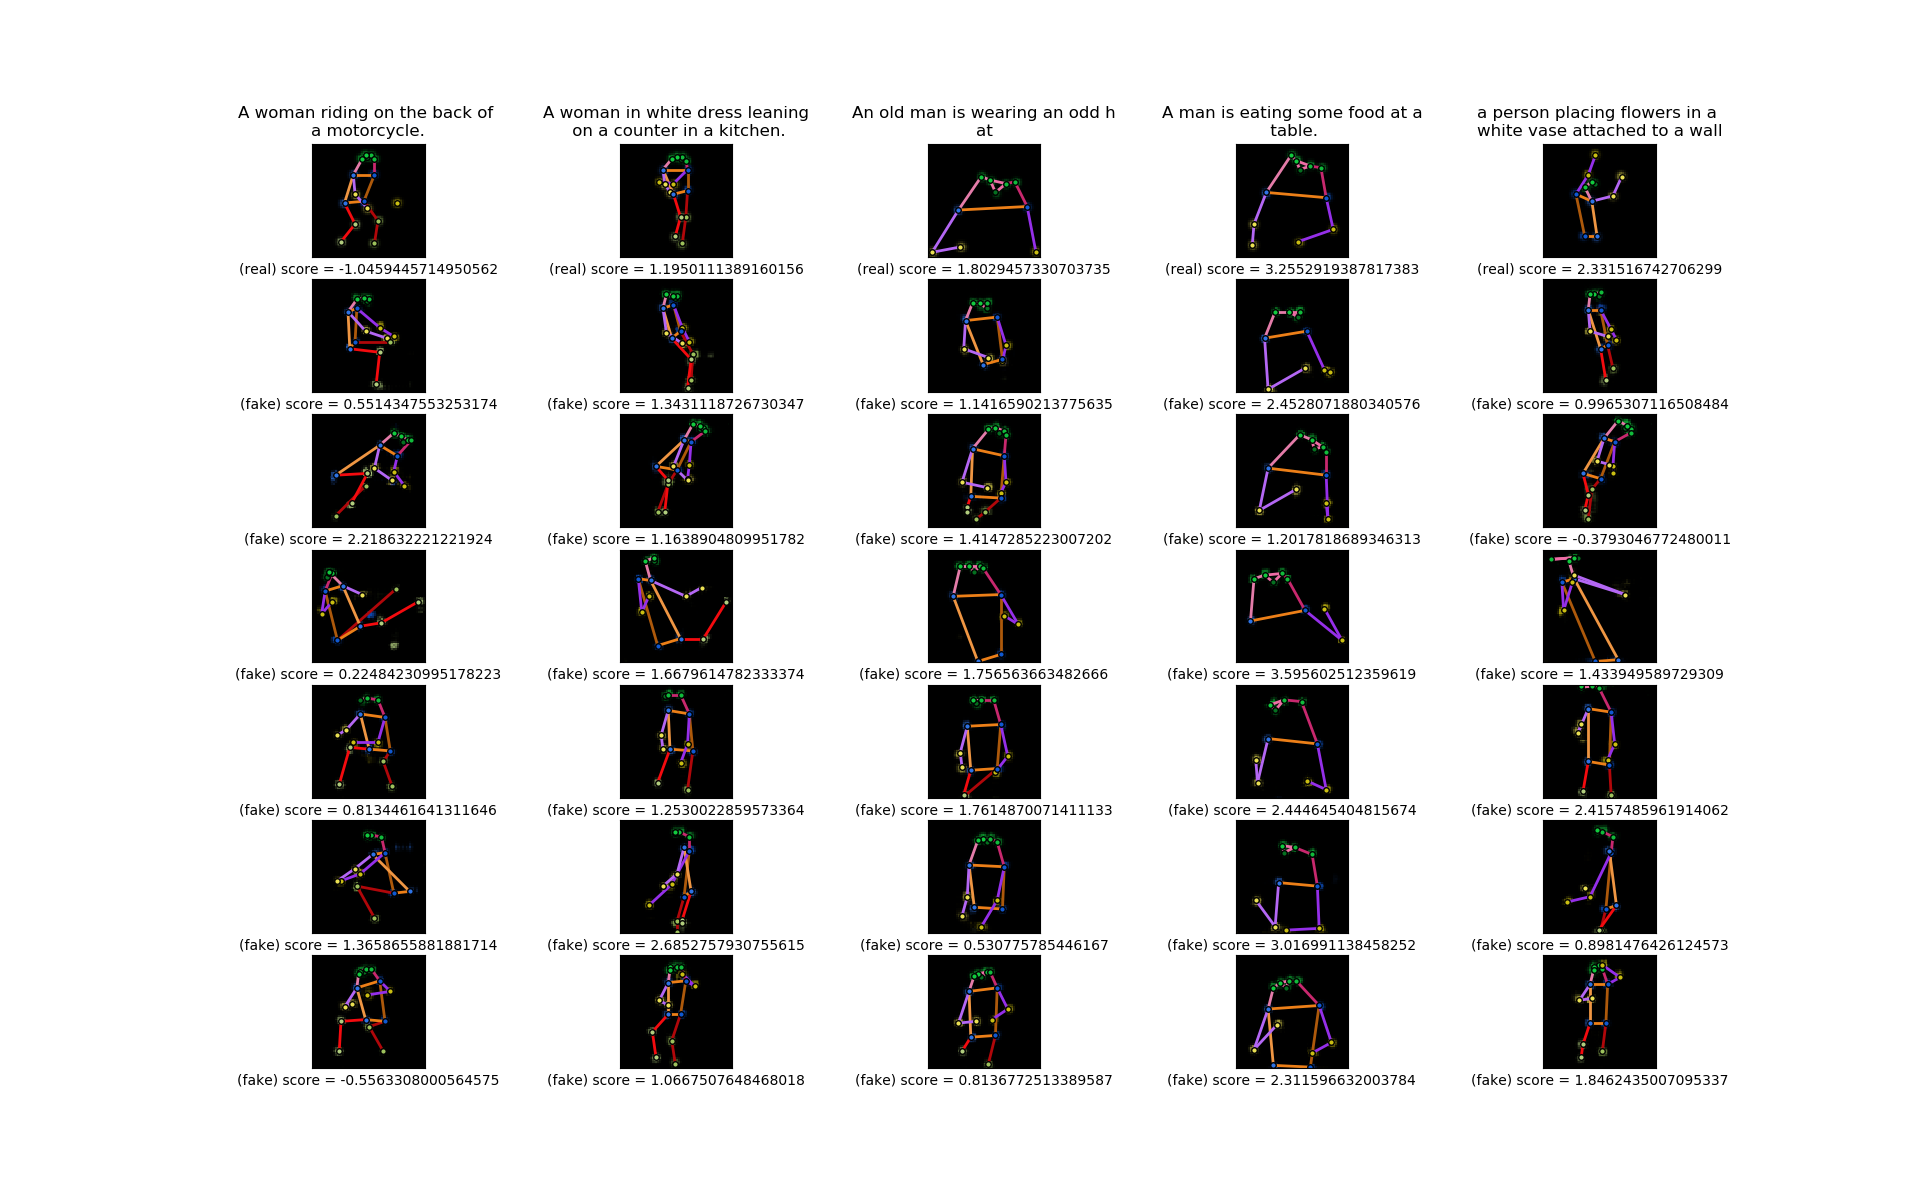 A woman riding on the back of
a motorcycle.
A woman in white dress leaning
on a counter in a kitchen.
An old man is wearing an odd h
at
A man is eating some food at a
table.
a person placing flowers in a
white vase attached to a wall
(real) score = -1.0459445714950562
(real) score = 1.1950111389160156
(real) score = 1.8029457330703735
(real) score = 3.2552919387817383
(real) score = 2.331516742706299
(fake) score = 0.5514347553253174
(fake) score = 1.3431118726730347
(fake) score = 1.1416590213775635
(fake) score = 2.4528071880340576
(fake) score = 0.9965307116508484
(fake) score = 2.218632221221924
(fake) score = 1.1638904809951782
(fake) score = 1.4147285223007202
(fake) score = 1.2017818689346313
(fake) score = -0.3793046772480011
(fake) score = 0.22484230995178223
(fake) score = 1.6679614782333374
(fake) score = 1.756563663482666
(fake) score = 3.595602512359619
(fake) score = 1.433949589729309
(fake) score = 0.8134461641311646
(fake) score = 1.2530022859573364
(fake) score = 1.7614870071411133
(fake) score = 2.444645404815674
(fake) score = 2.4157485961914062
(fake) score = 1.3658655881881714
(fake) score = 2.6852757930755615
(fake) score = 0.530775785446167
(fake) score = 3.016991138458252
(fake) score = 0.8981476426124573
(fake) score = -0.5563308000564575
(fake) score = 1.0667507648468018
(fake) score = 0.8136772513389587
(fake) score = 2.311596632003784
(fake) score = 1.8462435007095337